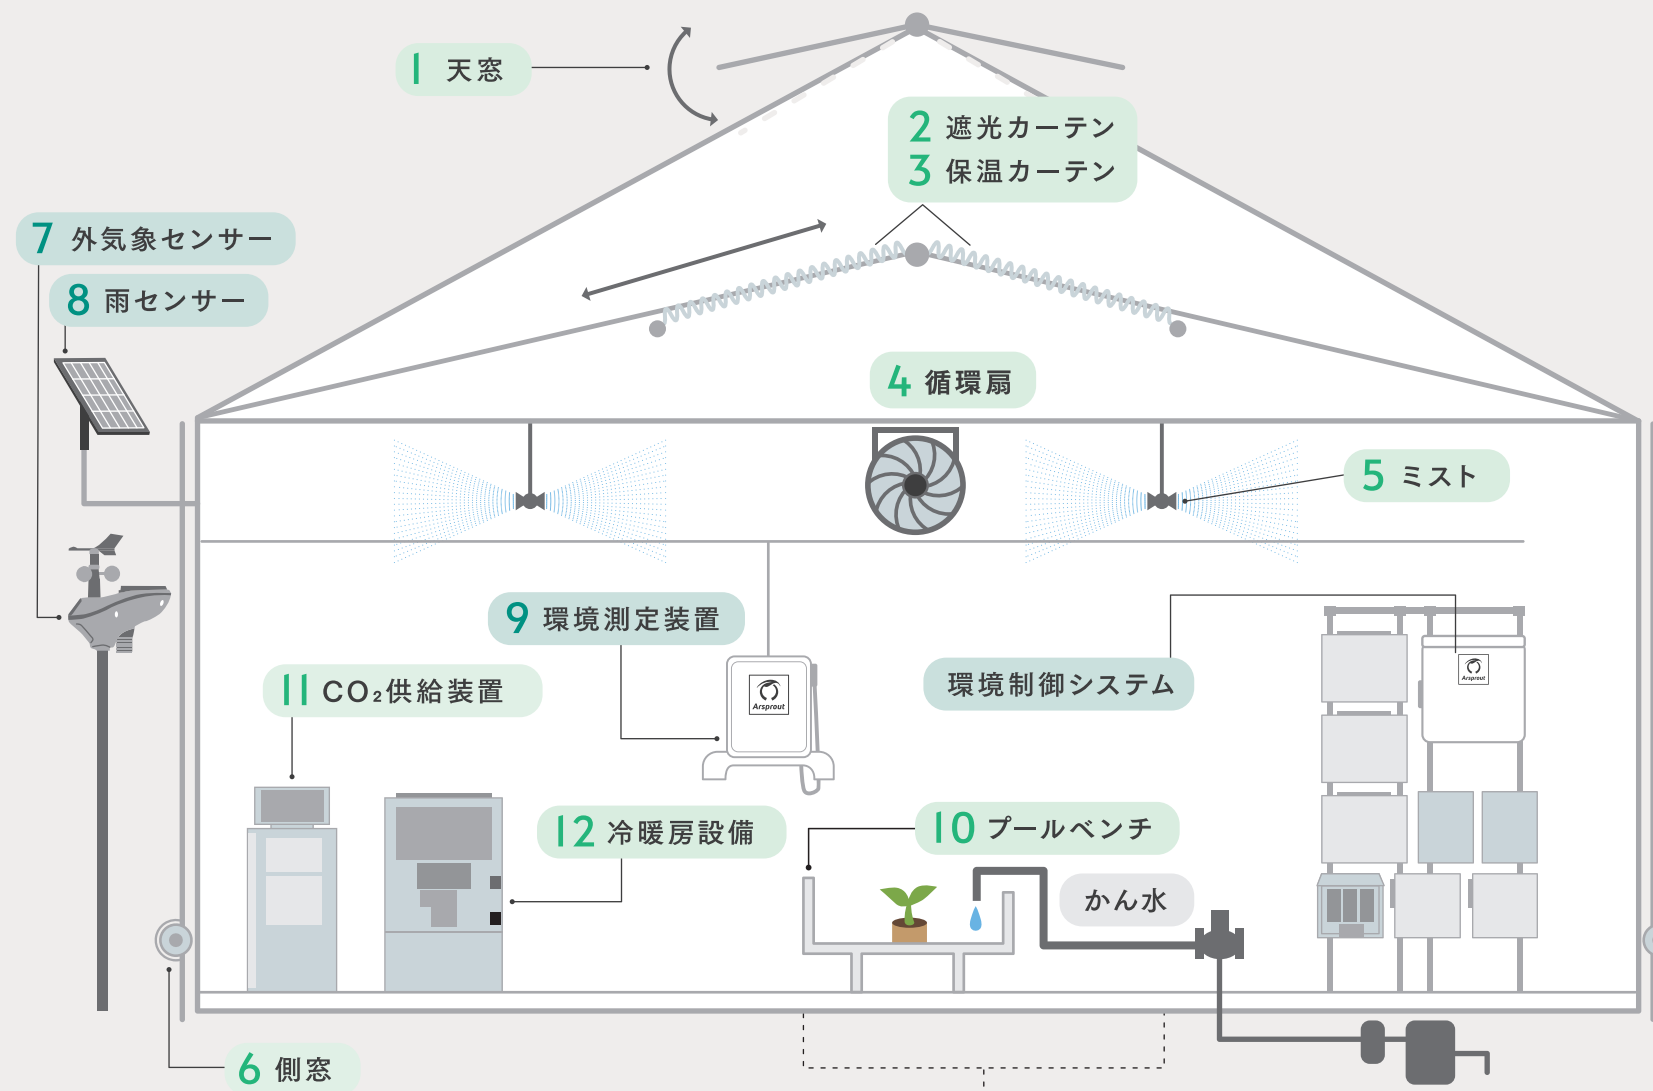 1 天窓
2 遮光カーテン
3 保温カーテン
7 外気象センサー
8 雨センサー
4 循環扇
5 ミスト
9 環境測定装置
Arsprout
環境制御システム
Arsprout
11 CO₂供給装置
12 冷暖房設備
10 プールベンチ
かん水
6 側窓